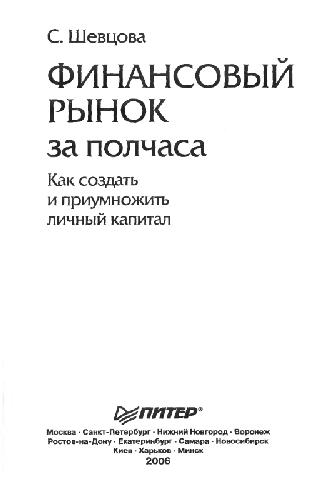 С. Шевцова
ФИНАНСОВЫЙ
РЫНОК
за полчаса
Как создать
и приумножить
личный капитал
ПИТЕР®
Москва · Санкт-Петербург · Нижний Новгород · Воронеж
Ростов-на-Дону · Екатеринбург · Самара · Новосибирск
Киев · Харьков · Минск
2006